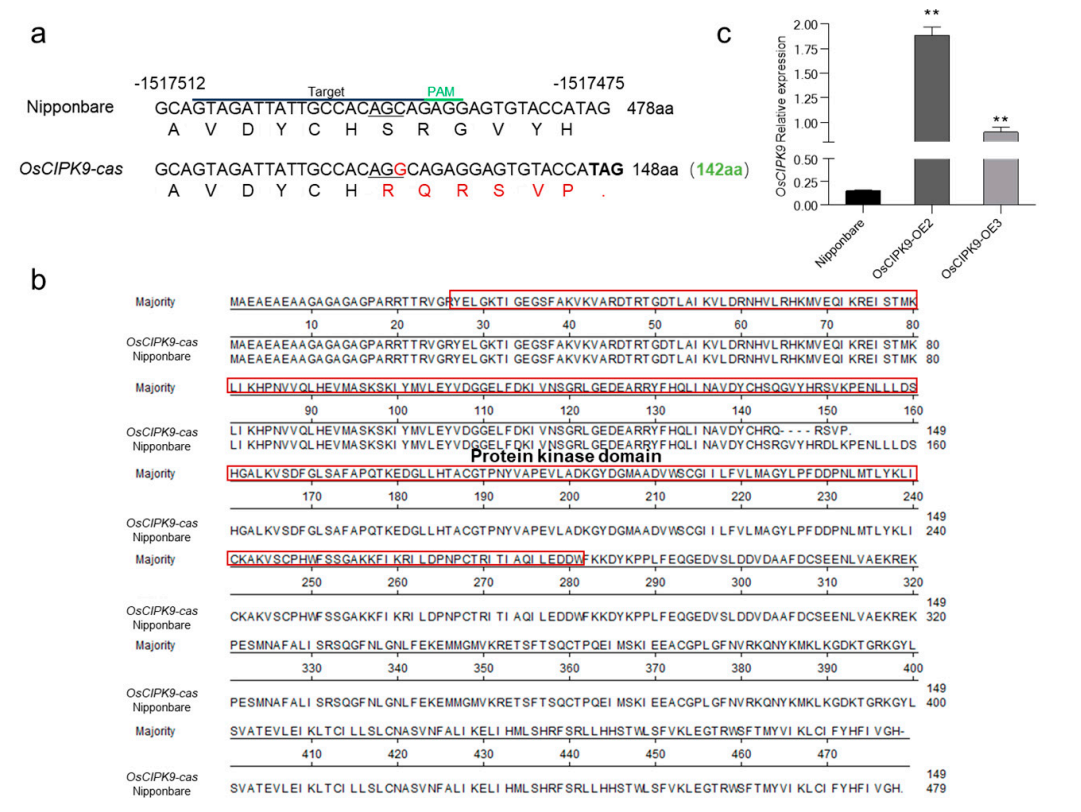 a
-1517512 -1517475
Target PAM
Nipponbare GCAGTAGATTATTGCCACAGCAGAGGAGTGTACCATAG 478aa
A V D Y C H S R G V Y H
OsCIPK9-cas GCAGTAGATTATTGCCACAGGCAGAGGAGTGTACCATAG 148aa (142aa)
A V D Y C H R Q R S V P .
c
OsCIPK9 Relative expression
2.00
1.75
1.50
1.25
1.00
0.50
0.25
0.00
**
**
Nipponbare
OsCIPK9-OE2
OsCIPK9-OE3
b
Majority MAEAEAEAAGAGAGAGPARRTTRVGRYELGKTIGEGSFAKVKVARDTRTGDTLAIKVLDRNHVLRHKMVEQIKREISTMK
10 20 30 40 50 60 70 80
OsCIPK9-cas MAEAEAEAAGAGAGAGPARRTTRVGRYELGKTIGEGSFAKVKVARDTRTGDTLAIKVLDRNHVLRHKMVEQIKREISTMK 80
Nipponbare MAEAEAEAAGAGAGAGPARRTTRVGRYELGKTIGEGSFAKVKVARDTRTGDTLAIKVLDRNHVLRHKMVEQIKREISTMK 80
Majority LIKHPNVVQLHEVMASKSKIYMVLEYVDGGELFDKIVNSGRLGEDEARRYFHQLINAVDYCHSQGVYHRSVKPENLLLDS
90 100 110 120 130 140 150 160
OsCIPK9-cas LIKHPNVVQLHEVMASKSKIYMVLEYVDGGELFDKIVNSGRLGEDEARRYFHQLINAVDYCHRQ----RSVP. 149
Nipponbare LIKHPNVVQLHEVMASKSKIYMVLEYVDGGELFDKIVNSGRLGEDEARRYFHQLINAVDYCHSRGVYHRDLKPENLLLDS 160
Protein kinase domain
Majority HGALKVSDFGLSAFAPQTKEDGLLHTACGTPNYVAPEVLADKGYDGMAADVWSCGIILFVLMAGYLPFDDPNLMTLYKLI
170 180 190 200 210 220 230 240
OsCIPK9-cas 149
Nipponbare HGALKVSDFGLSAFAPQTKEDGLLHTACGTPNYVAPEVLADKGYDGMAADVWSCGIILFVLMAGYLPFDDPNLMTLYKLI 240
Majority CKAKVSCPHWFSSGAKKFIKRILDPNPCTRITIAQILEDDWFKKDYKPPLFEQGEDVSLDDVDAAFDCSEENLVAEKREK
250 260 270 280 290 300 310 320
OsCIPK9-cas 149
Nipponbare CKAKVSCPHWFSSGAKKFIKRILDPNPCTRITIAQILEDDWFKKDYKPPLFEQGEDVSLDDVDAAFDCSEENLVAEKREK 320
Majority PESMNAFALISRSQGFNLGNLFEKEMMGMVKRETSFTSQCTPQEIMSKIEEACGPLGFNVRKQNYKMKLKGDKTGRKGYL
330 340 350 360 370 380 390 400
OsCIPK9-cas 149
Nipponbare PESMNAFALISRSQGFNLGNLFEKEMMGMVKRETSFTSQCTPQEIMSKIEEACGPLGFNVRKQNYKMKLKGDKTGRKGYL 400
Majority SVATEVLEIKLTCILLSLCNASVNFALIKELIHMLSHRFSRLLHHSTWLSFVKLEGTRWSFTMYVIKLCIFYHFIVGH-
410 420 430 440 450 460 470
OsCIPK9-cas 149
Nipponbare SVATEVLEIKLTCILLSLCNASVNFALIKELIHMLSHRFSRLLHHSTWLSFVKLEGTRWSFTMYVIKLCIFYHFIVGH. 479